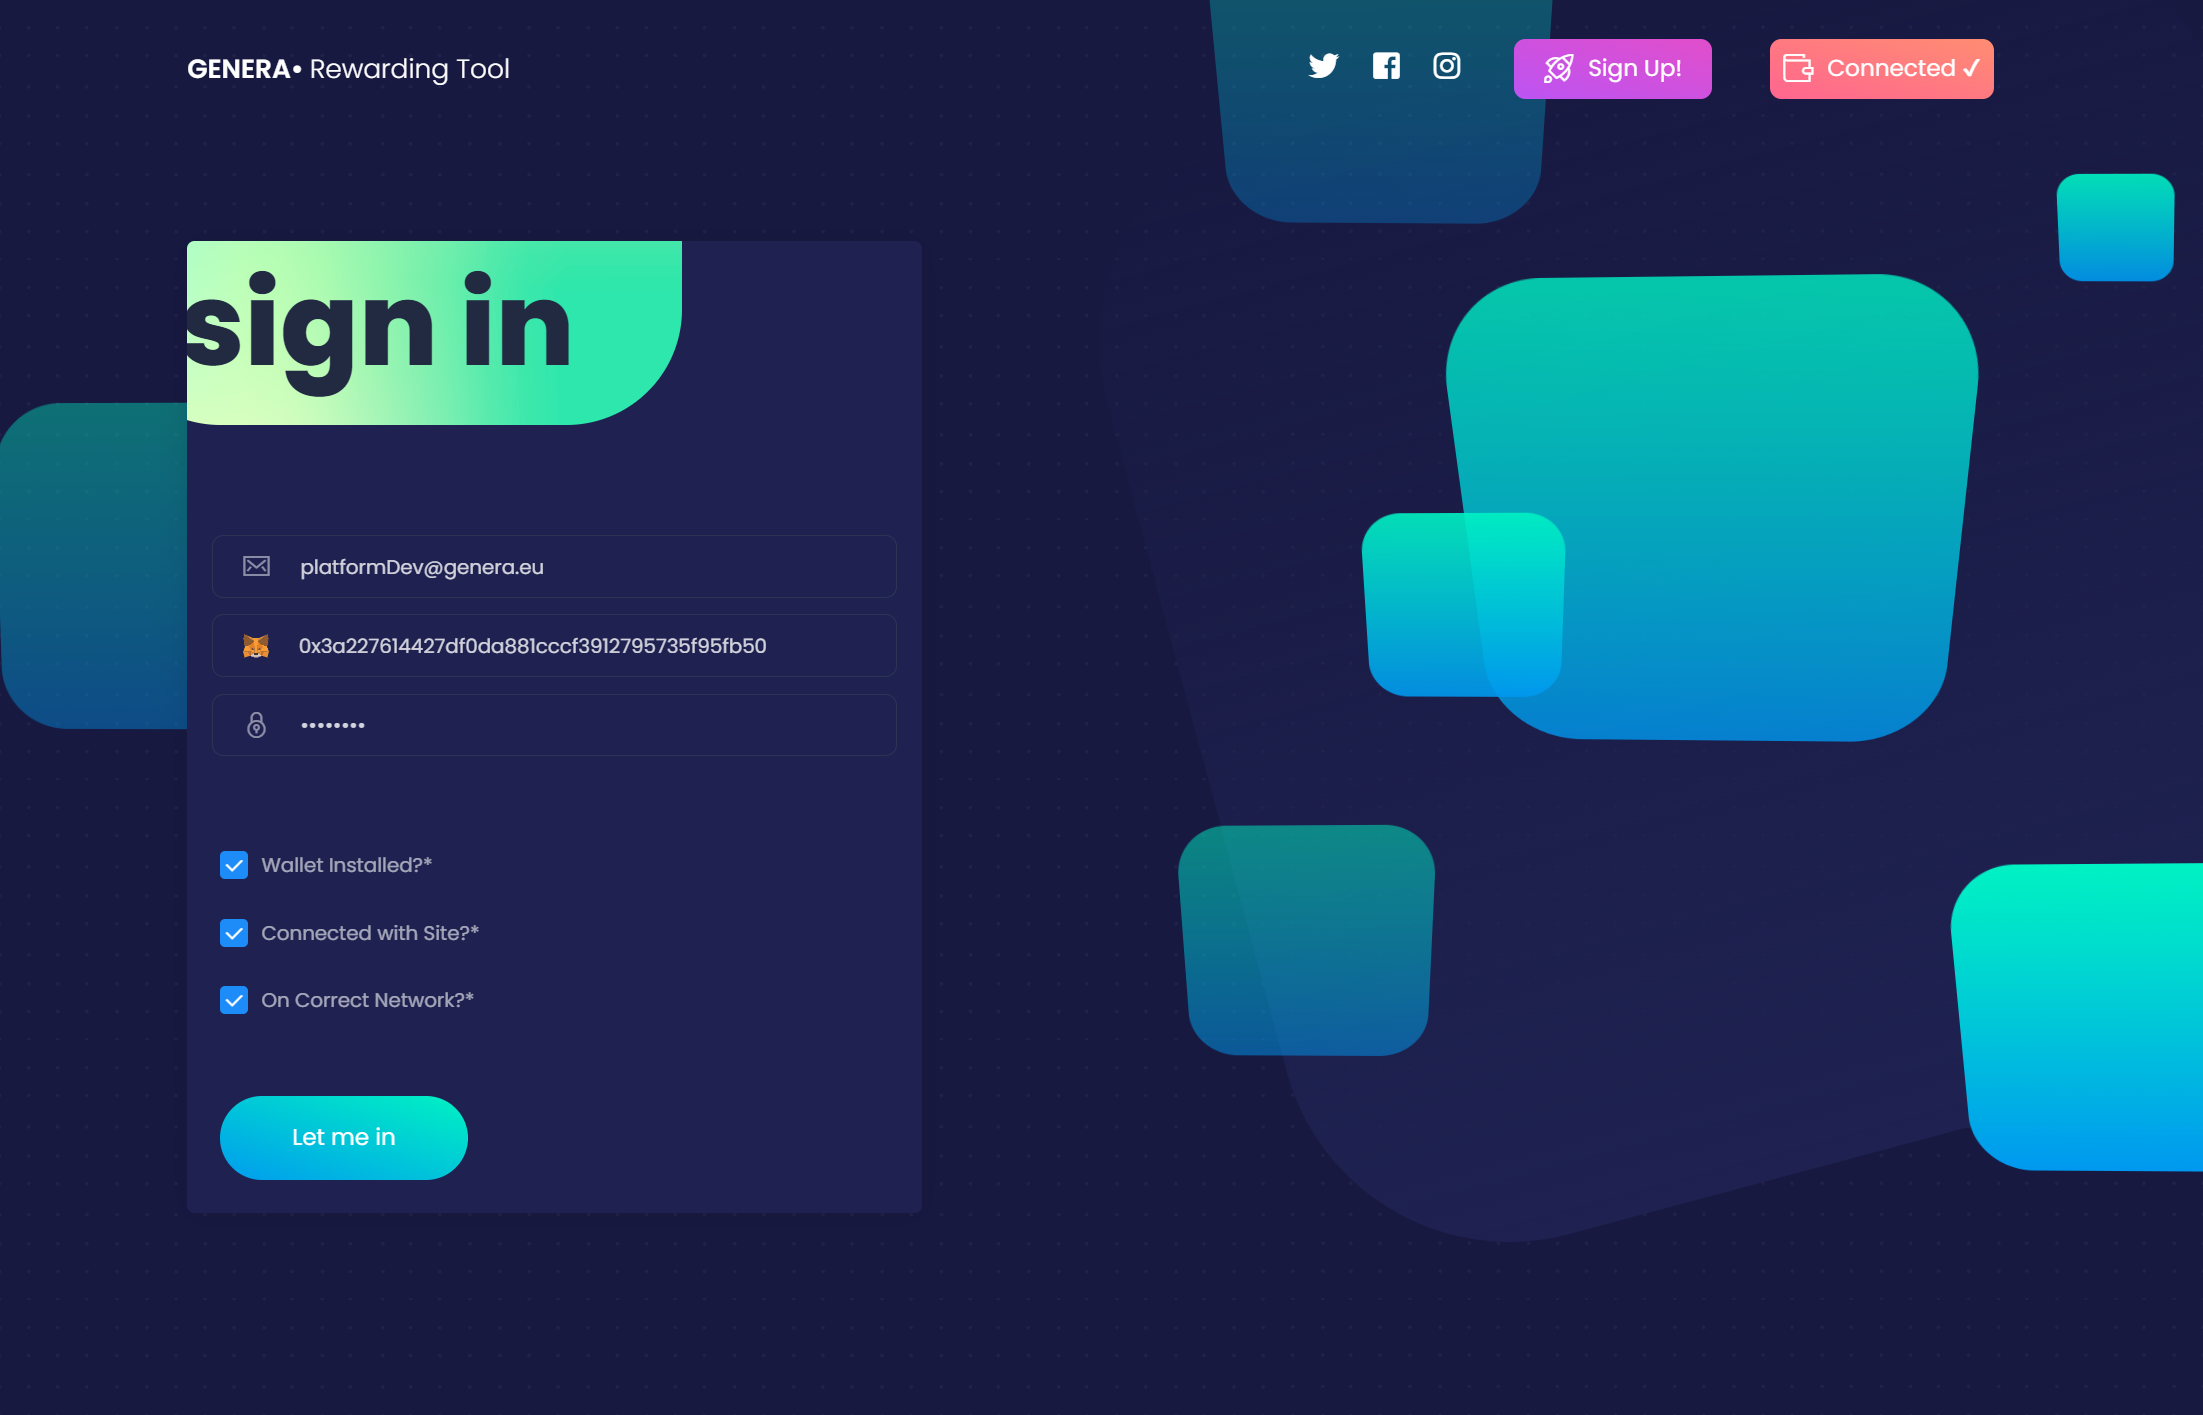 GENERA• Rewarding Tool
Sign Up!
Connected ✓
sign in
platformDev@genera.eu
0x3a227614427df0da881cccf3912795735f95fb50
••••••••
Wallet Installed?*
Connected with Site?*
On Correct Network?*
Let me in